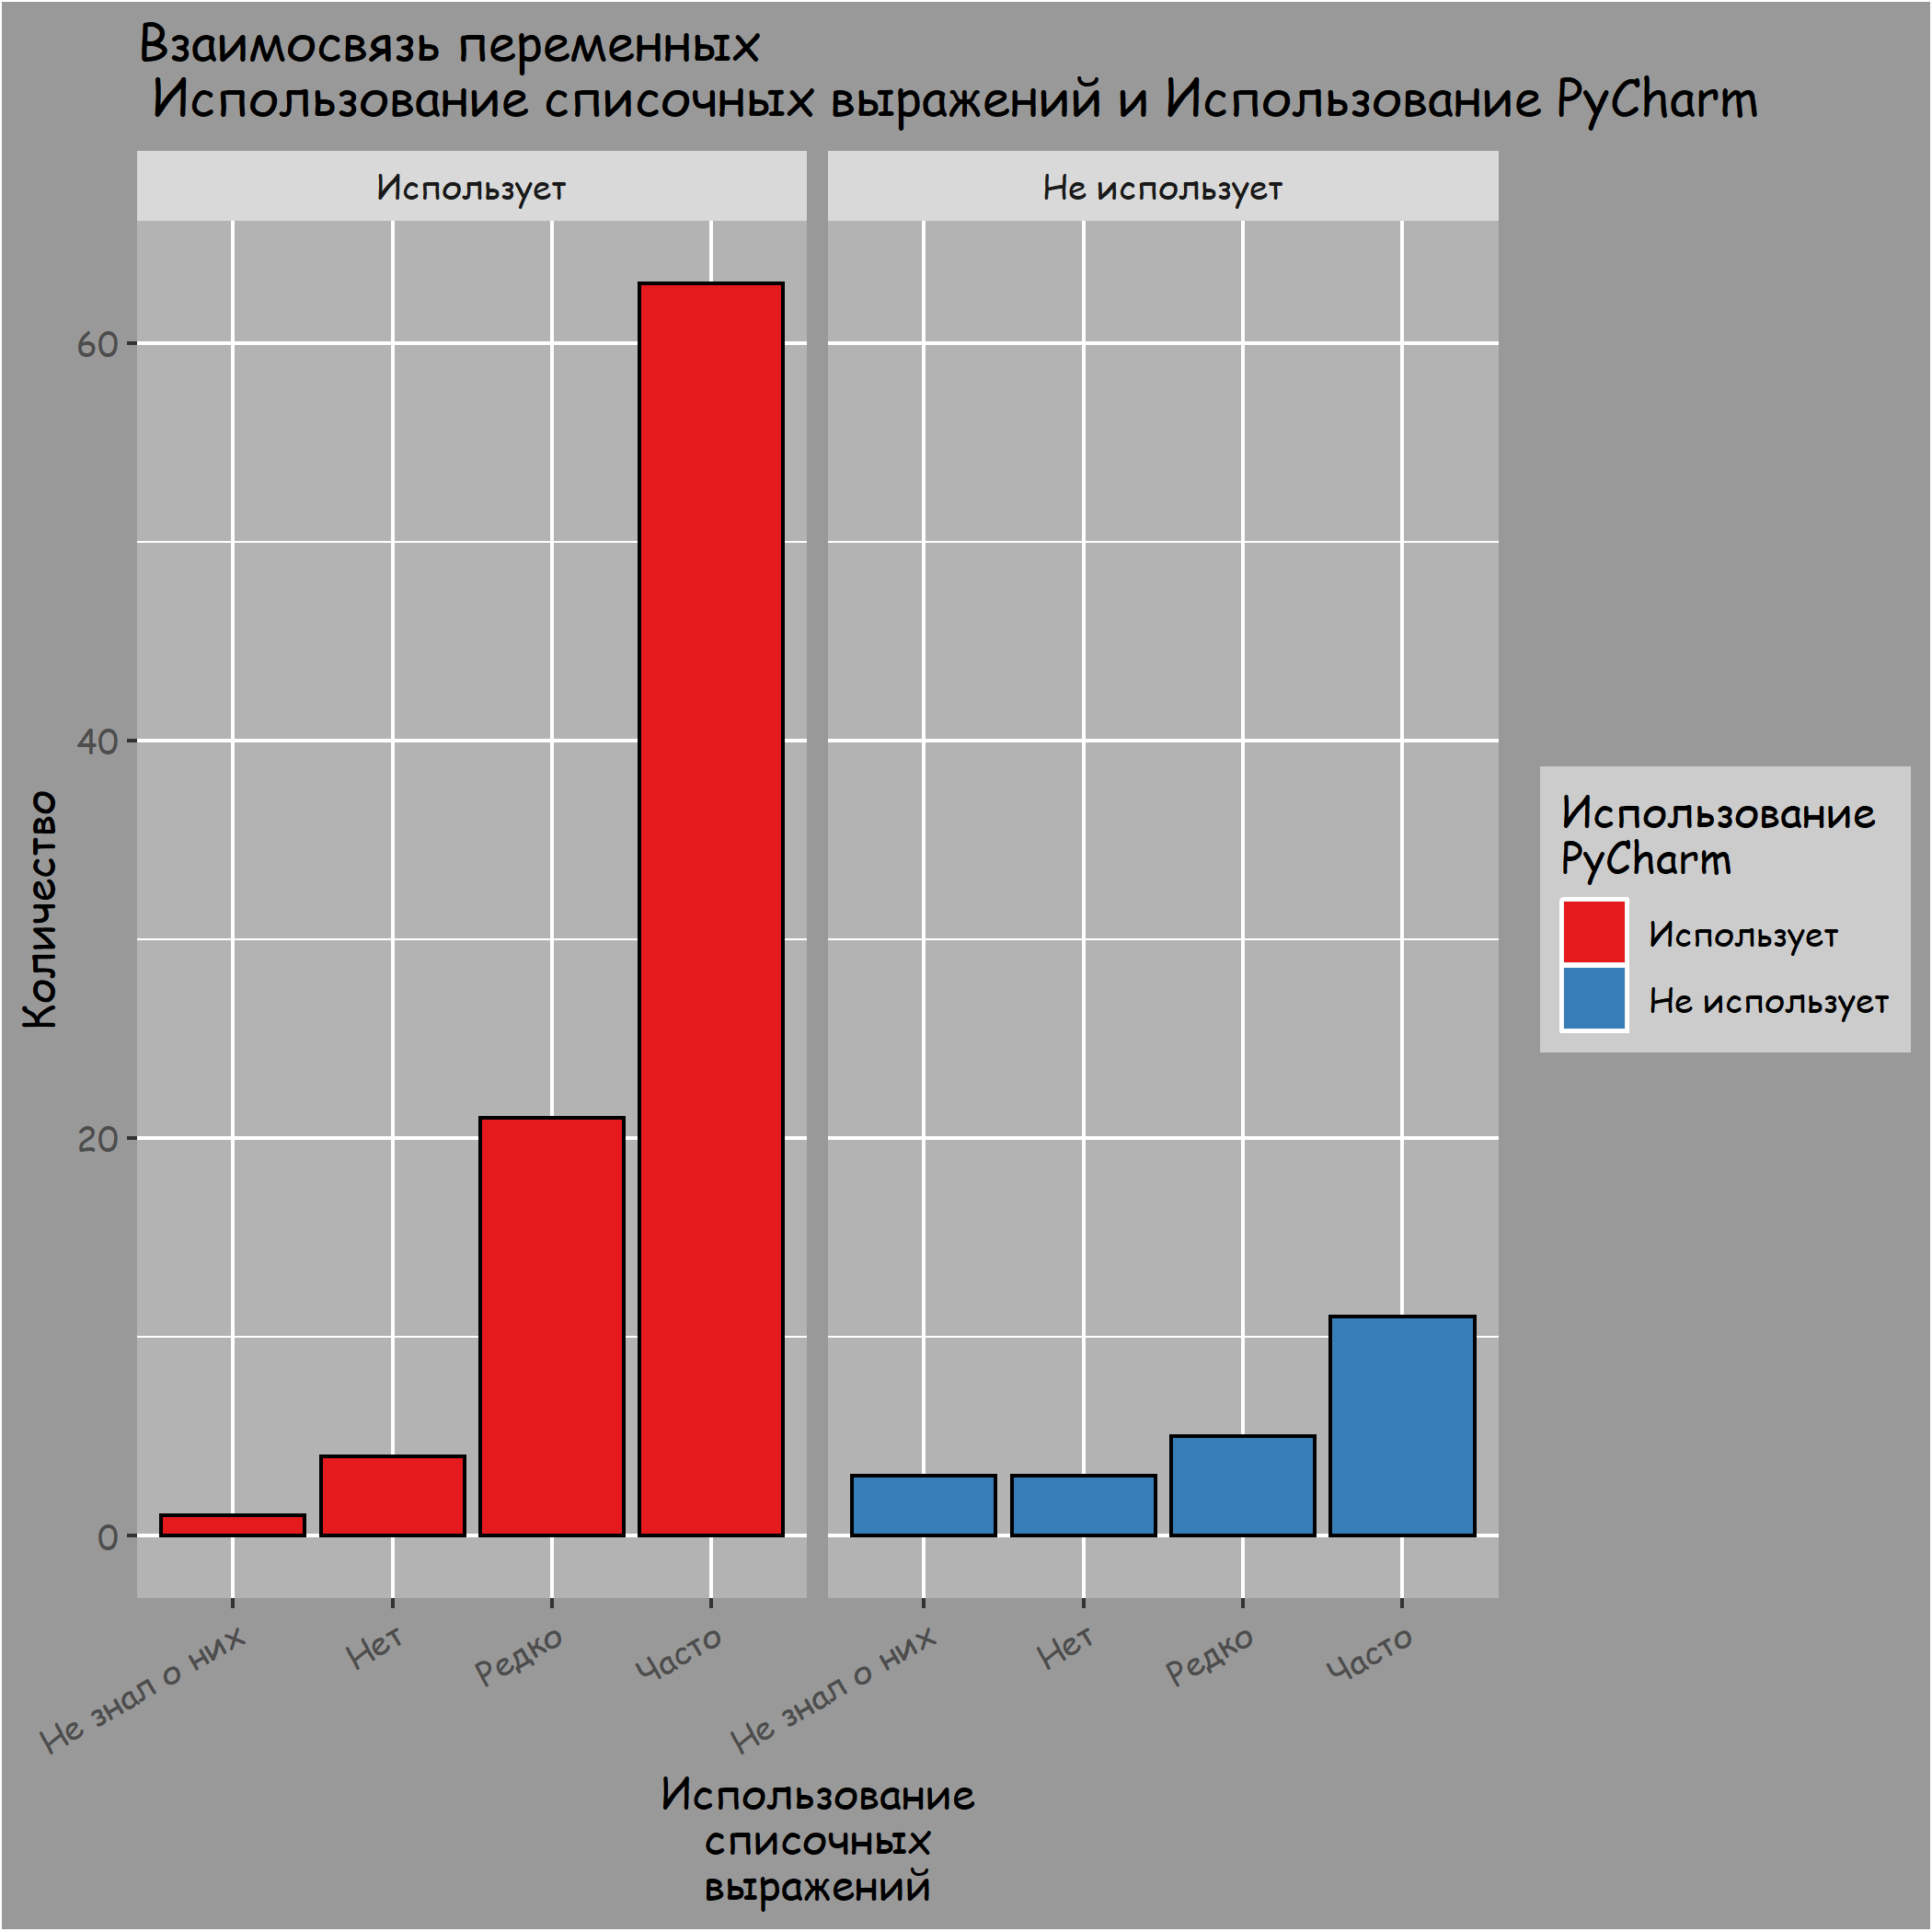 Взаимосвязь переменных
Использование списочных выражений и Использование PyCharm
Использует
Не использует
60
40
20
0
Количество
Не знал о них
Нет
Редко
Часто
Не знал о них
Нет
Редко
Часто
Использование
списочных
выражений
Использование
PyCharm
Использует
Не использует